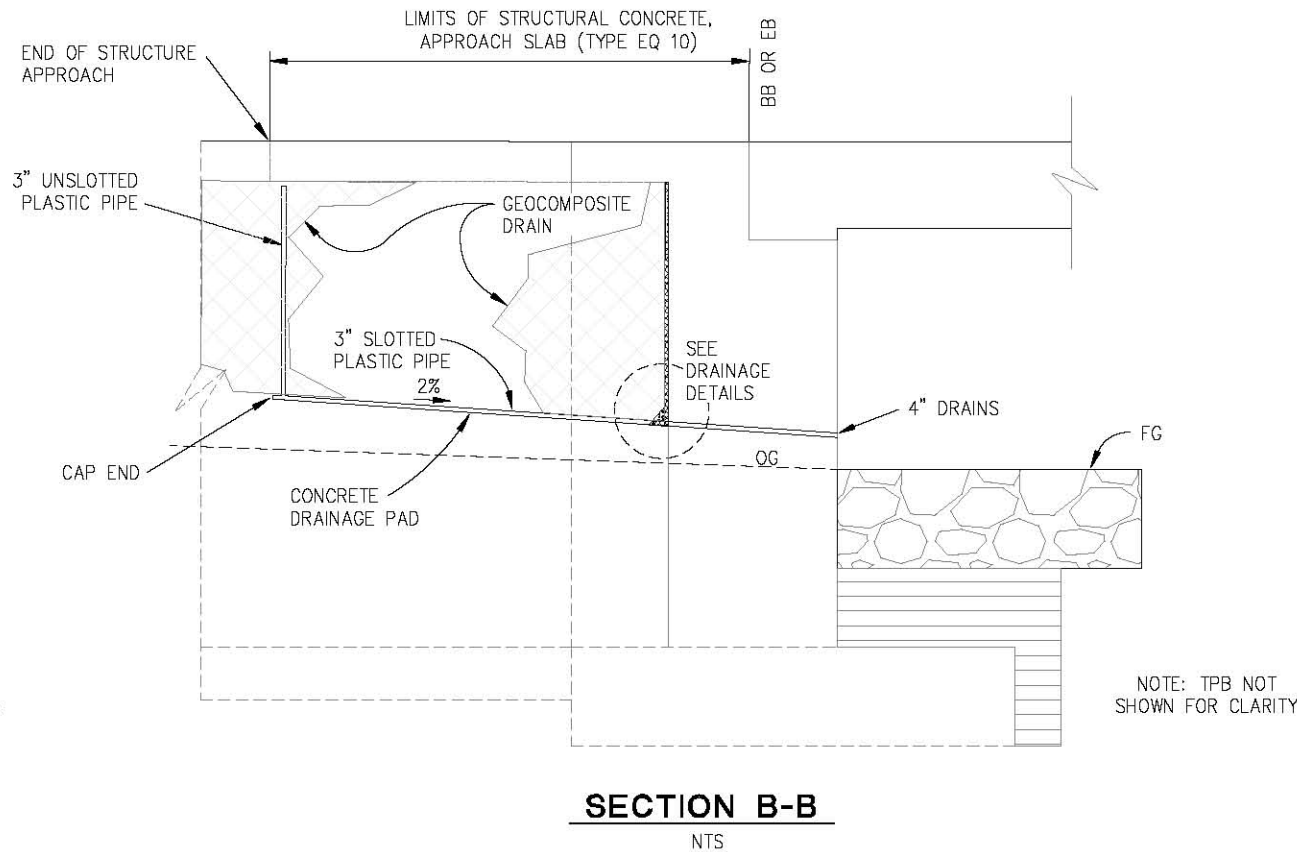 LIMITS OF STRUCTURAL CONCRETE,
APPROACH SLAB (TYPE EQ 10)
END OF STRUCTURE
APPROACH
BB OR EB
3" UNSLOTTED
PLASTIC PIPE
GEOCOMPOSITE
DRAIN
3" SLOTTED
PLASTIC PIPE
2%
SEE
DRAINAGE
DETAILS
4" DRAINS
FG
OG
CAP END
CONCRETE
DRAINAGE PAD
NOTE: TPB NOT
SHOWN FOR CLARITY
SECTION B-B
NTS